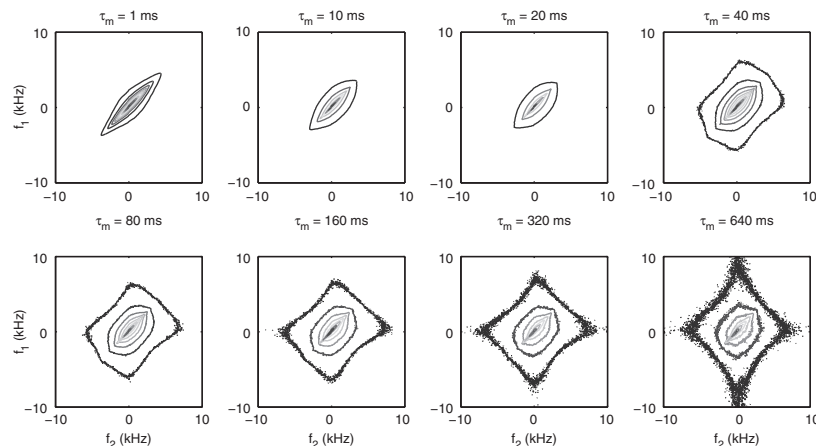 τm = 1 ms
τm = 10 ms
τm = 20 ms
τm = 40 ms
10
0
-10
f1 (kHz)
-10 0 10
10
0
-10
-10 0 10
10
0
-10
-10 0 10
10
0
-10
-10 0 10
τm = 80 ms
τm = 160 ms
τm = 320 ms
τm = 640 ms
10
0
-10
f1 (kHz)
-10 0 10
f2 (kHz)
10
0
-10
-10 0 10
f2 (kHz)
10
0
-10
-10 0 10
f2 (kHz)
10
0
-10
-10 0 10
f2 (kHz)